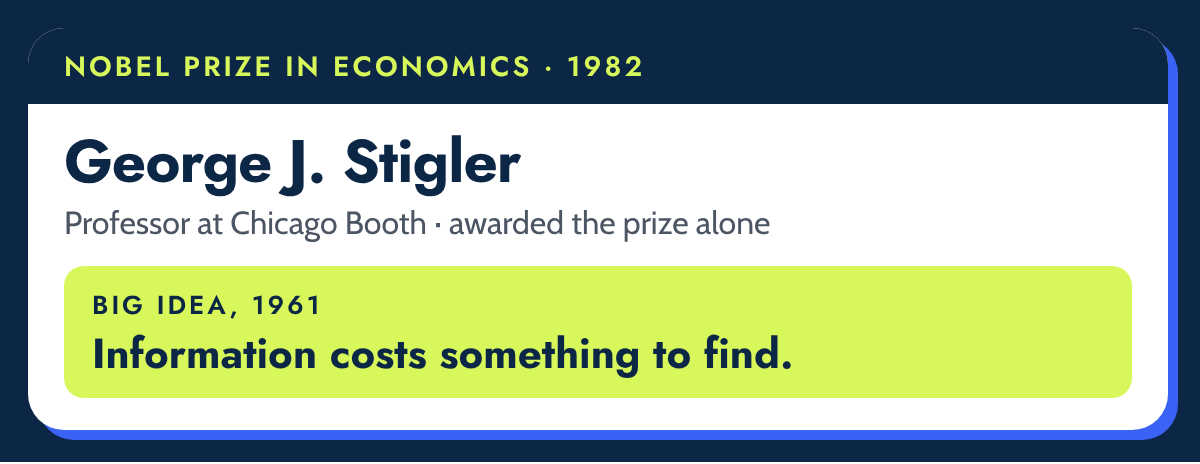 NOBEL PRIZE IN ECONOMICS · 1982
George J. Stigler
Professor at Chicago Booth · awarded the prize alone
BIG IDEA, 1961
Information costs something to find.